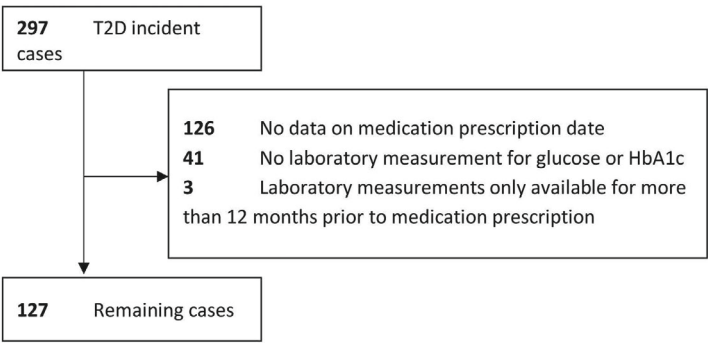 297 T2D incident
cases
126 No data on medication prescription date
41 No laboratory measurement for glucose or HbA1c
3 Laboratory measurements only available for more
than 12 months prior to medication prescription
127 Remaining cases